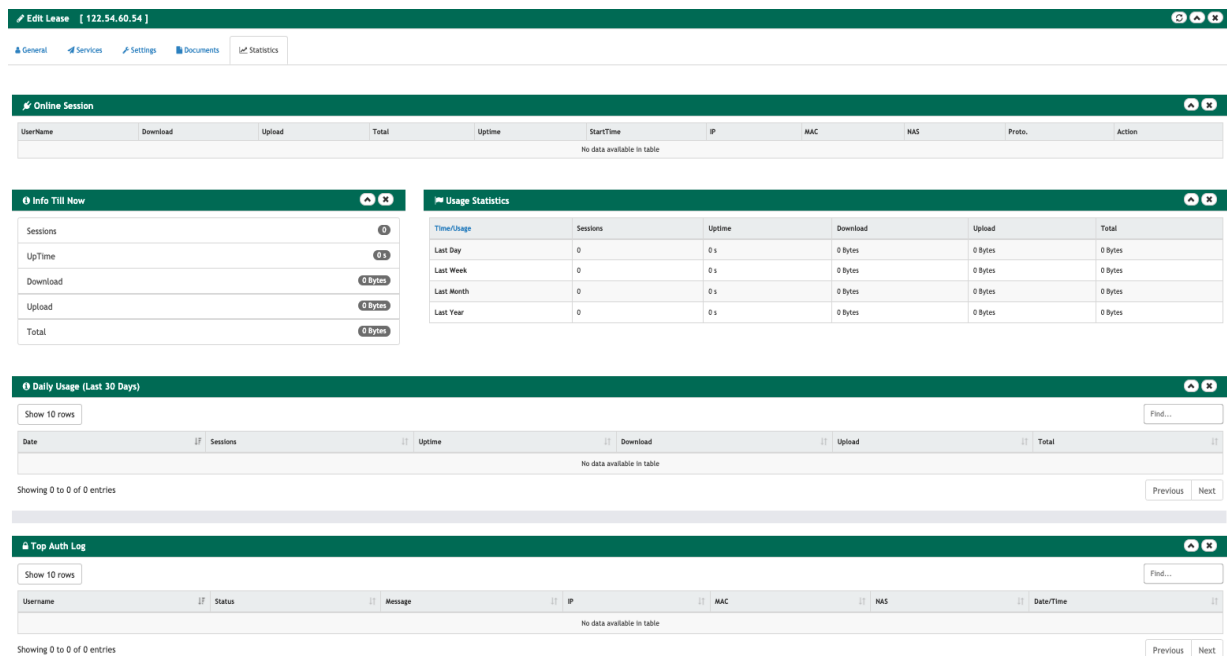 Edit Lease [ 122.54.60.54 ]
General Services Settings Documents Statistics
Online Session
UserName Download Upload Total Uptime StartTime IP MAC NAS Proto. Action
No data available in table
Info Till Now
Sessions 0
UpTime 0 s
Download 0 Bytes
Upload 0 Bytes
Total 0 Bytes
Usage Statistics
Time/Usage Sessions Uptime Download Upload Total
Last Day 0 0 s 0 Bytes 0 Bytes 0 Bytes
Last Week 0 0 s 0 Bytes 0 Bytes 0 Bytes
Last Month 0 0 s 0 Bytes 0 Bytes 0 Bytes
Last Year 0 0 s 0 Bytes 0 Bytes 0 Bytes
Daily Usage (Last 30 Days)
Show 10 rows Find...
Date Sessions Uptime Download Upload Total
No data available in table
Showing 0 to 0 of 0 entries Previous Next
Top Auth Log
Show 10 rows Find...
Username Status Message IP MAC NAS Date/Time
No data available in table
Showing 0 to 0 of 0 entries Previous Next